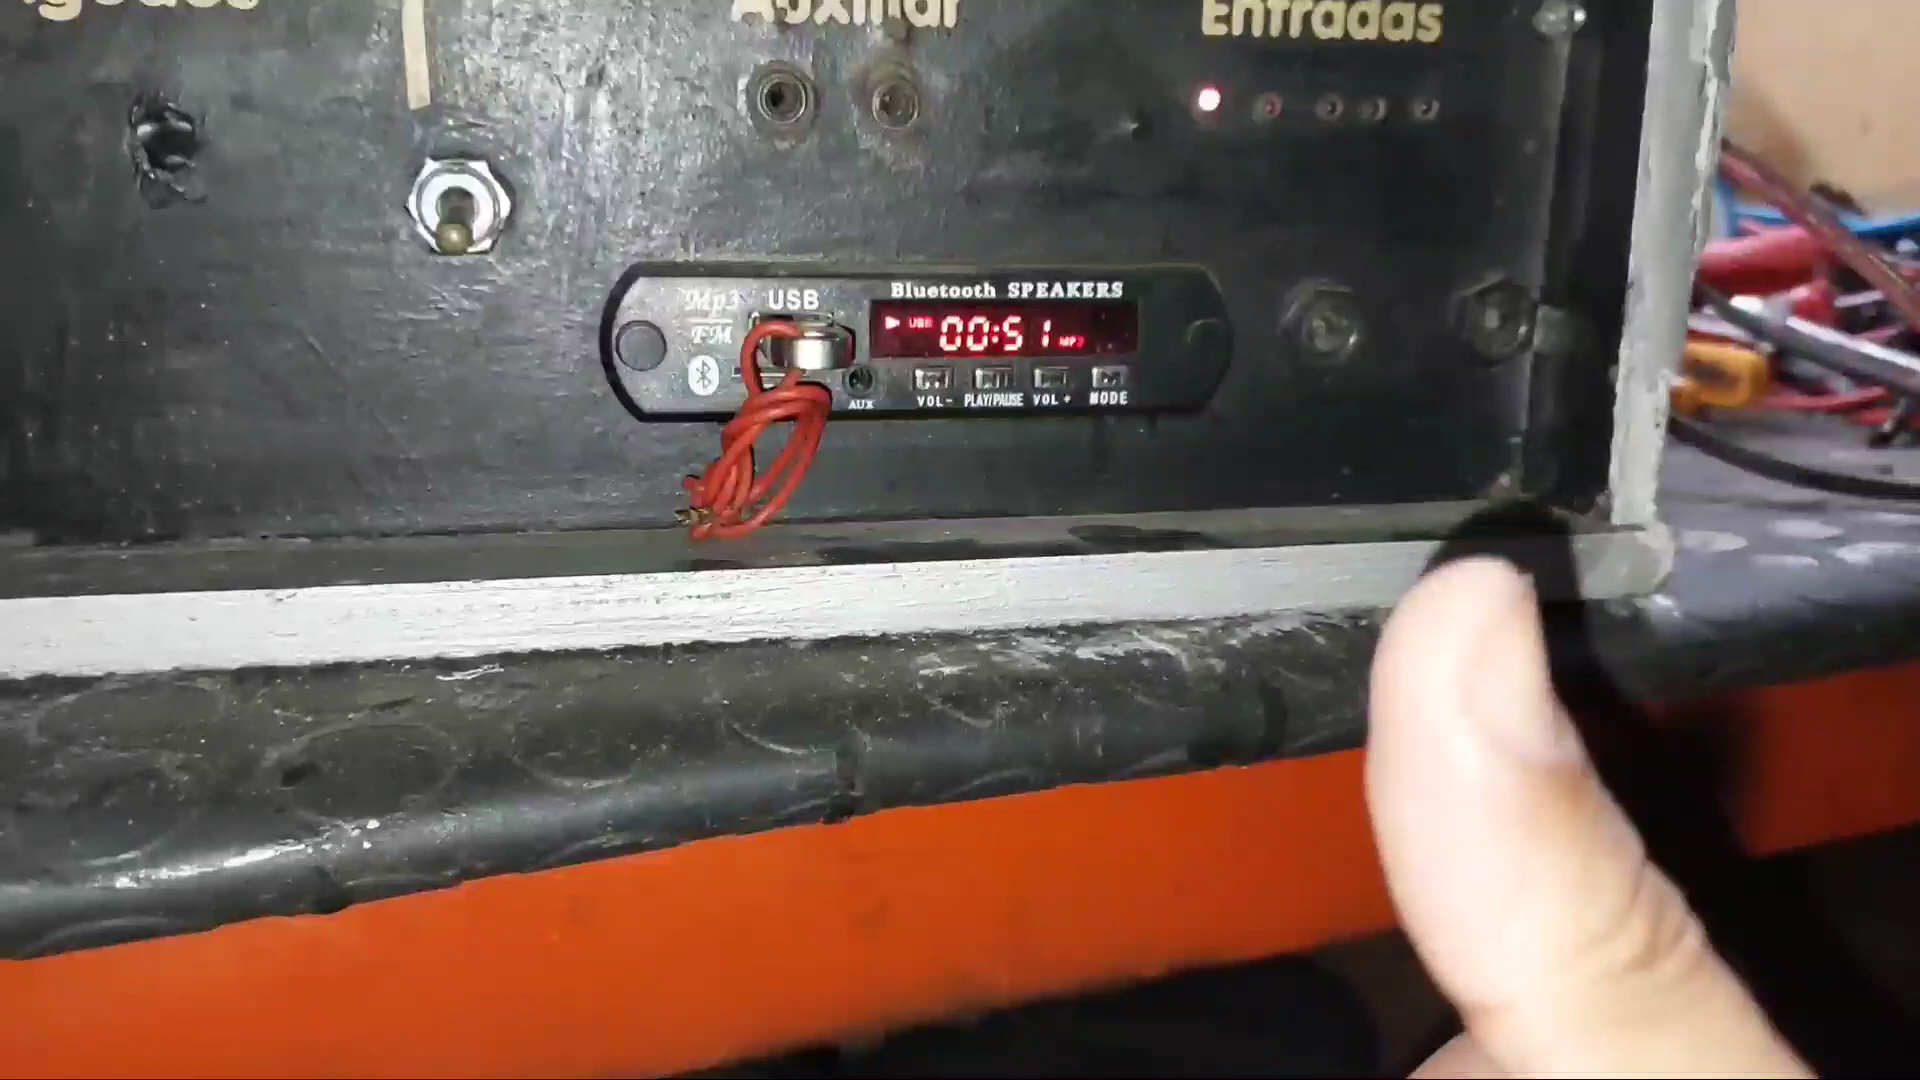 Auxiliar
Entradas
Bluetooth SPEAKERS
Mp3 USB
FM
USB 00:51 MP3
AUX
VOL- PLAY/PAUSE VOL+ MODE